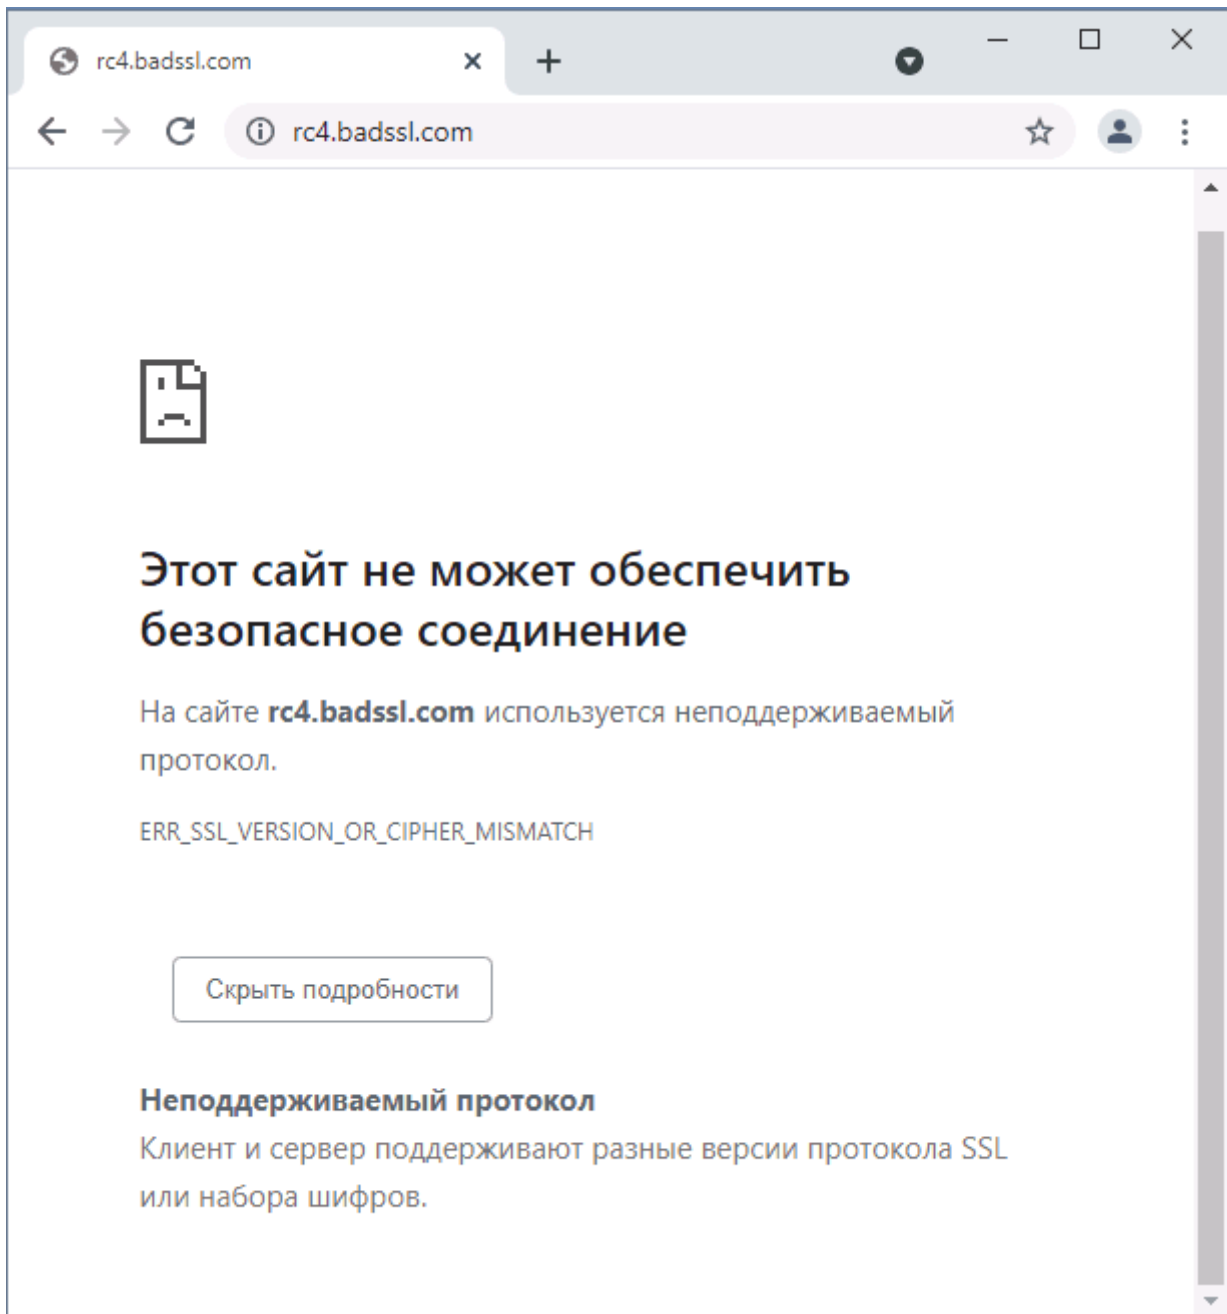 rc4.badssl.com
rc4.badssl.com
Этот сайт не может обеспечить
безопасное соединение
На сайте rc4.badssl.com используется неподдерживаемый
протокол.
ERR_SSL_VERSION_OR_CIPHER_MISMATCH
Скрыть подробности
Неподдерживаемый протокол
Клиент и сервер поддерживают разные версии протокола SSL
или набора шифров.